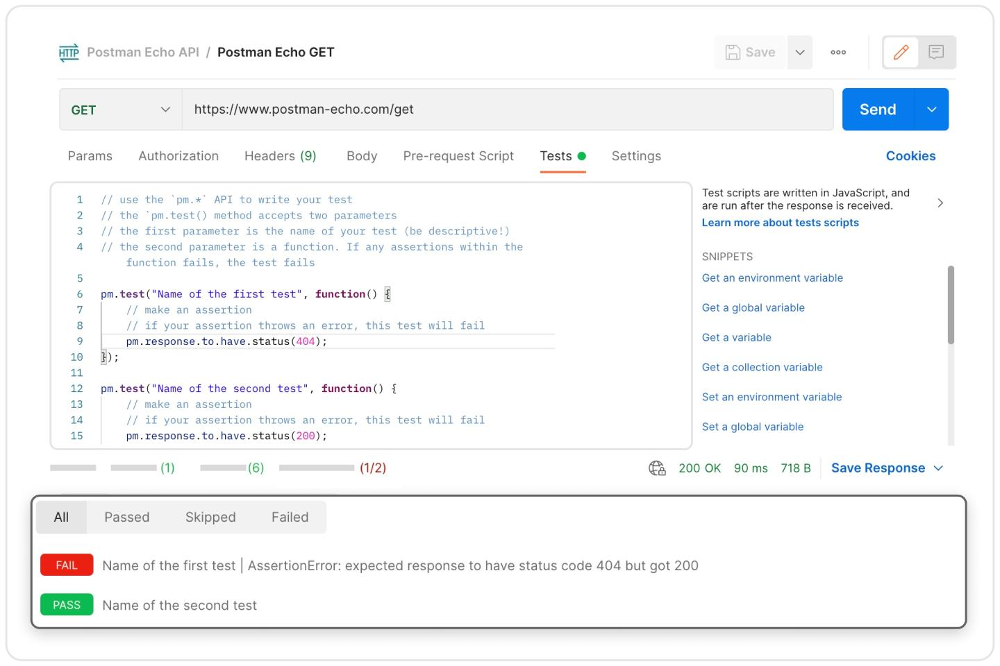 HTTP Postman Echo API / Postman Echo GET
Save
GET
https://www.postman-echo.com/get
Send
Params
Authorization
Headers (9)
Body
Pre-request Script
Tests
Settings
Cookies
1 // use the `pm.*` API to write your test
2 // the `pm.test() method accepts two parameters
3 // the first parameter is the name of your test (be descriptive!)
4 // the second parameter is a function. If any assertions within the
function fails, the test fails
5
6 pm.test("Name of the first test", function() {
7 // make an assertion
8 // if your assertion throws an error, this test will fail
9 pm.response.to.have.status(404);
10 });
11
12 pm.test("Name of the second test", function() {
13 // make an assertion
14 // if your assertion throws an error, this test will fail
15 pm.response.to.have.status(200);
Test scripts are written in JavaScript, and
are run after the response is received.
Learn more about tests scripts
SNIPPETS
Get an environment variable
Get a global variable
Get a variable
Get a collection variable
Set an environment variable
Set a global variable
(1)
(6)
(1/2)
200 OK
90 ms
718 B
Save Response
All
Passed
Skipped
Failed
FAIL Name of the first test | AssertionError: expected response to have status code 404 but got 200
PASS Name of the second test